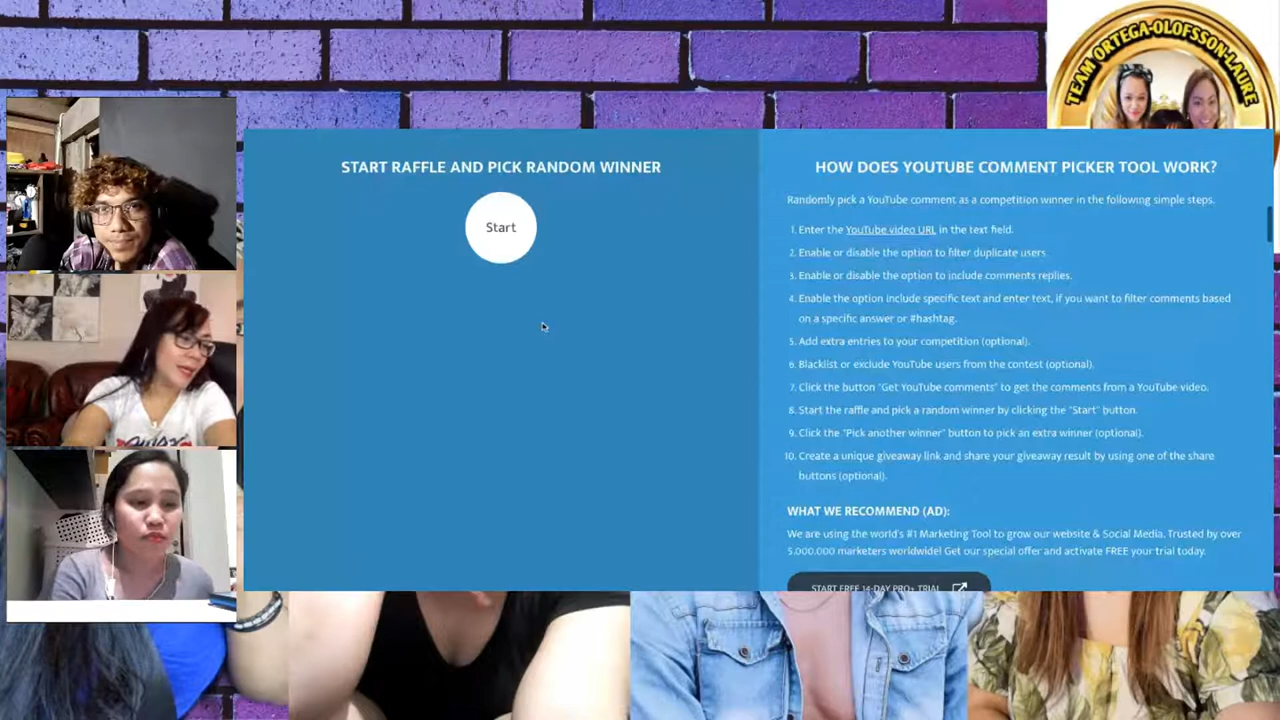 TEAM ORTEGA-OLOFSSON-LAURE
START RAFFLE AND PICK RANDOM WINNER
Start
HOW DOES YOUTUBE COMMENT PICKER TOOL WORK?
Randomly pick a YouTube comment as a competition winner in the following simple steps.
1. Enter the YouTube video URL in the text field.
2. Enable or disable the option to filter duplicate users.
3. Enable or disable the option to include comments replies.
4. Enable the option include specific text and enter text, if you want to filter comments based
on a specific answer or #hashtag.
5. Add extra entries to your competition (optional).
6. Blacklist or exclude YouTube users from the contest (optional).
7. Click the button "Get YouTube comments" to get the comments from a YouTube video.
8. Start the raffle and pick a random winner by clicking the "Start" button.
9. Click the "Pick another winner" button to pick an extra winner (optional).
10. Create a unique giveaway link and share your giveaway result by using one of the share
buttons (optional).
WHAT WE RECOMMEND (AD):
We are using the world's #1 Marketing Tool to grow our website & Social Media. Trusted by over
5.000.000 marketers worldwide! Get our special offer and activate FREE your trial today.
START FREE 14-DAY PRO+ TRIAL